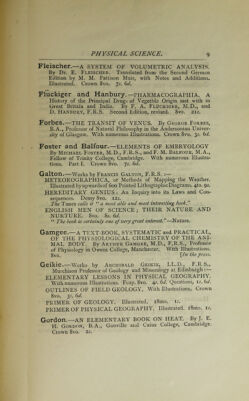 PHYSICAL SCIENCE. 9
Fleischer.—A SYSTEM OF VOLUMETRIC ANALYSIS.
By Dr. E. FLEISCHER. Translated from the Second German
Edition by M. M. Pattison Muir, with Notes and Additions.
Illustrated. Crown 8vo. 7s. 6d.
Flückiger and Hanbury.—PHARMACOGRAPHIA. A
History of the Principal Drugs of Vegetable Origin met with in
Great Britain and India. By F. A. FLÜCKIGER, M.D., and
D. HANBURY, F.R.S. Second Edition, revised. 8vo. 21s.
Forbes.—THE TRANSIT OF VENUS. By GEORGE FORBES,
B.A., Professor of Natural Philosophy in the Andersonian Univer-
sity of Glasgow. With numerous Illustrations. Crown 8vo. 3s. 6d.
Foster and Balfour.—ELEMENTS OF EMBRYOLOGY.
By MICHAEL FOSTER, M.D., F.R.S., and F. M. BALFOUR, M.A.,
Fellow of Trinity College, Cambridge. With numerous Illustra-
tions. Part I. Crown 8vo. 7s. 6d.
Galton.—Works by FRANCIS GALTON, F.R.S. :—
METEOROGRAPHICA, or Methods of Mapping the Weather.
Illustrated by upwards of 600 Printed Lithographic Diagrams. 4to. 9s.
HEREDITARY GENIUS: An Inquiry into its Laws and Con-
sequences. Demy 8vo. 12s.
The Times calls it "a most able and most interesting book."
ENGLISH MEN OF SCIENCE; THEIR NATURE AND
NURTURE. 8vo. 8s. 6d.
"The book is certainly one of very great interest."—Nature.
Gamgee.—A TEXT-BOOK, SYSTEMATIC and PRACTICAL,
OF THE PHYSIOLOGICAL CHEMISTRY OF THE ANI-
MAL BODY. By ARTHUR GAMGEE, M.D., F.R.S., Professor
of Physiology in Owens College, Manchester. With Illustrations.
8vo. [In the press.
Geikie.—Works by ARCHIBALD GEIKIE, LL.D., F.R.S.,
Murchison Professor of Geology and Mineralogy at Edinburgh :—
ELEMENTARY LESSONS IN PHYSICAL GEOGRAPHY.
With numerous Illustrations. Fcap. 8vo. 4s. 6d. Questions, 1s. 6d.
OUTLINES OF FIELD GEOLOGY. With Illustrations. Crown
8vo. 3s. 6d.
PRIMER OF GEOLOGY. Illustrated. 18mo. 1s.
PRIMER OF PHYSICAL GEOGRAPHY. Illustrated. 18mo. 1s.
Gordon.—AN ELEMENTARY BOOK ON HEAT. By J. E.
H. GORDON, B.A., Gonville and Caius College, Cambridge.
Crown 8vo. 2s.